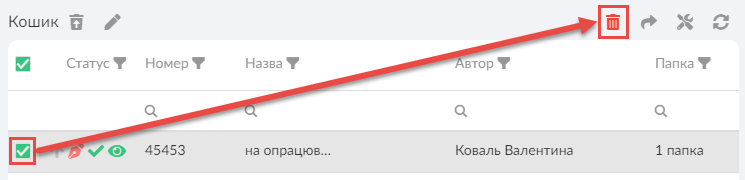 Кошик
Статус Номер Назва Автор Папка
45453 на опрацюв... Коваль Валентина 1 папка